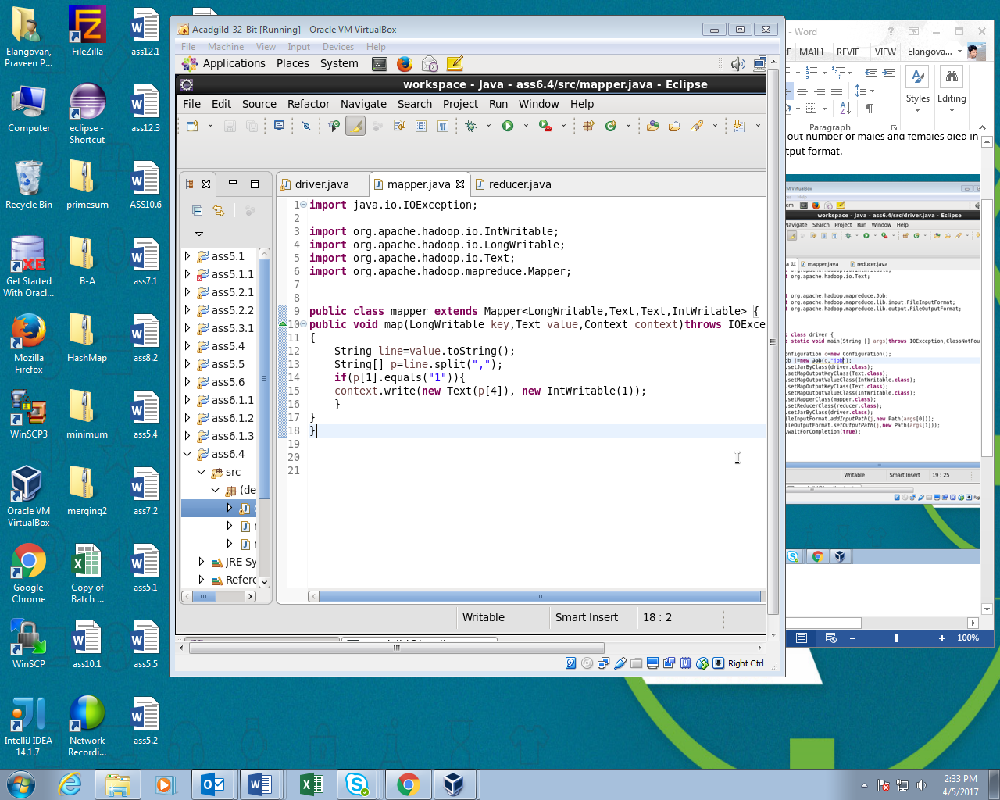 Elangovan,
Praveen P...
FileZilla
ass12.1
Computer
eclipse -
Shortcut
ass12.3
Recycle Bin
primesum
ASS10.6
Get Started
With Oracl...
B-A
ass7.1
Mozilla
Firefox
HashMap
ass8.2
WinSCP3
minimum
ass5.4
Oracle VM
VirtualBox
merging2
ass7.2
Google
Chrome
Copy of
Batch ...
ass5.1
WinSCP
ass10.1
ass5.5
IntelliJ IDEA
14.1.7
Network
Recordi...
ass5.2
Acadgild_32_Bit [Running] - Oracle VM VirtualBox
File Machine View Input Devices Help
Applications Places System
workspace - Java - ass6.4/src/mapper.java - Eclipse
File Edit Source Refactor Navigate Search Project Run Window Help
driver.java mapper.java reducer.java
ass5.1
ass5.1.1
ass5.2.1
ass5.2.2
ass5.3.1
ass5.4
ass5.5
ass5.6
ass6.1.1
ass6.1.2
ass6.1.3
ass6.4
src
(de
JRE Sy
Refere
1 import java.io.IOException;
2
3 import org.apache.hadoop.io.IntWritable;
4 import org.apache.hadoop.io.LongWritable;
5 import org.apache.hadoop.io.Text;
6 import org.apache.hadoop.mapreduce.Mapper;
7
8
9 public class mapper extends Mapper<LongWritable,Text,Text,IntWritable> {
10 public void map(LongWritable key,Text value,Context context)throws IOExce
11 {
12 String line=value.toString();
13 String[] p=line.split(",");
14 if(p[1].equals("1")){
15 context.write(new Text(p[4]), new IntWritable(1));
16 }
17 }
18 }
19
20
21
Writable Smart Insert 18 : 2
Right Ctrl
- Word
MAILI REVIE VIEW Elangova...
Styles Editing
Paragraph
out number of males and females died in
tput format.
workspace - Java - ass6.4/src/driver.java - Eclipse
Navigate Search Project Run Window Help
mapper.java reducer.java
org.apache.hadoop.io.Text;
org.apache.hadoop.mapreduce.Job;
org.apache.hadoop.mapreduce.lib.input.FileInputFormat;
org.apache.hadoop.mapreduce.lib.output.FileOutputFormat;
class driver {
static void main(String [] args)throws IOException,ClassNotFou
onfiguration c=new Configuration();
ob j=new Job(c,"job");
.setJarByClass(driver.class);
.setMapOutputKeyClass(Text.class);
.setMapOutputValueClass(IntWritable.class);
.setMapOutputKeyClass(Text.class);
.setMapOutputValueClass(IntWritable.class);
.setMapperClass(mapper.class);
.setReducerClass(reducer.class);
.setJarByClass(driver.class);
ileInputFormat.addInputPath(j,new Path(args[0]));
ileOutputFormat.setOutputPath(j,new Path(args[1]));
.waitForCompletion(true);
Writable Smart Insert 19 : 25
100%
2:33 PM
4/5/2017